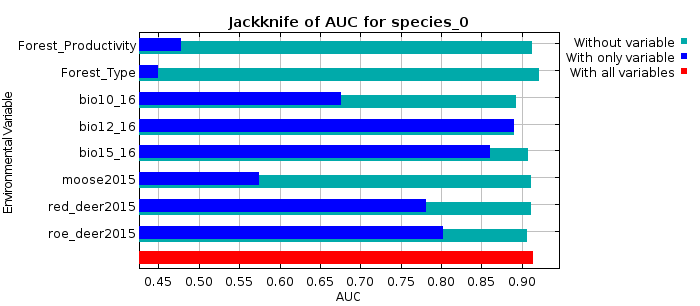 Jackknife of AUC for species_0
Environmental Variable
Forest_Productivity
Forest_Type
bio10_16
bio12_16
bio15_16
moose2015
red_deer2015
roe_deer2015
0.45 0.50 0.55 0.60 0.65 0.70 0.75 0.80 0.85 0.90
AUC
Without variable
With only variable
With all variables